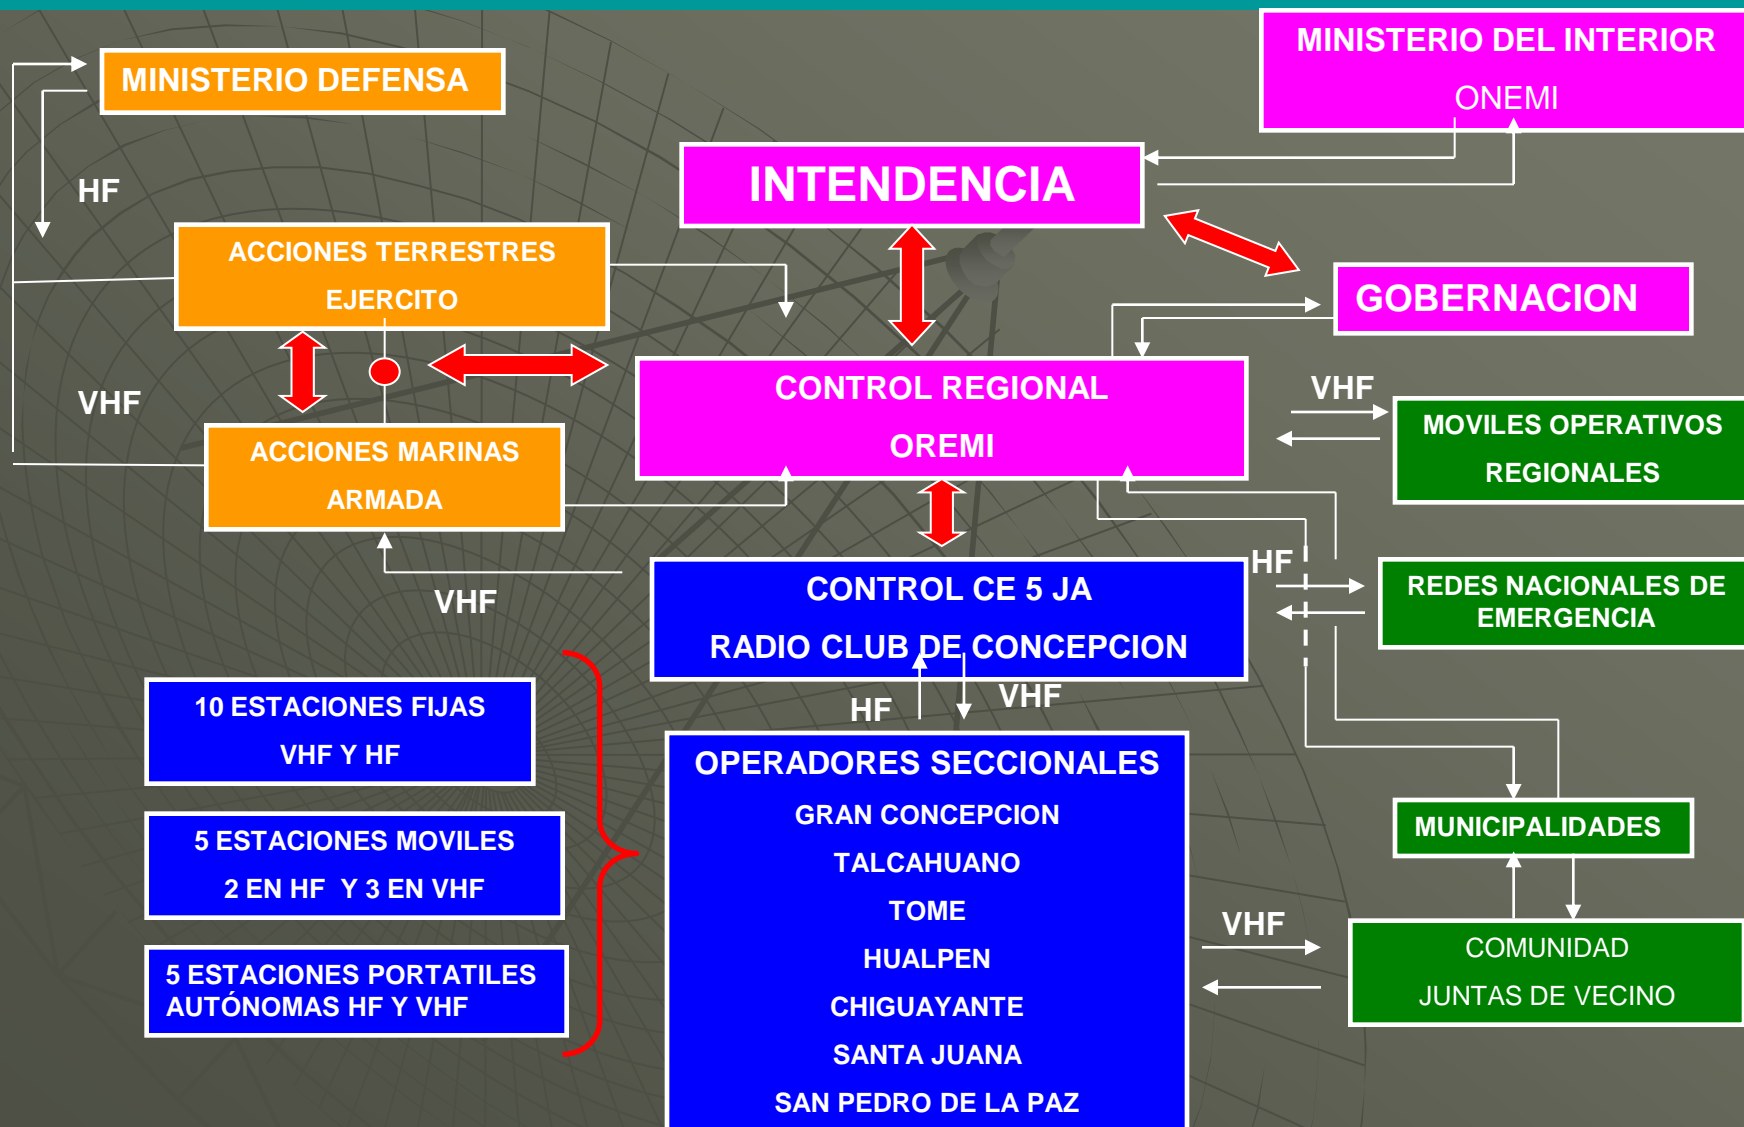 MINISTERIO DEL INTERIOR
ONEMI
MINISTERIO DEFENSA
INTENDENCIA
HF
ACCIONES TERRESTRES
EJERCITO
GOBERNACION
VHF
CONTROL REGIONAL
OREMI
VHF
MOVILES OPERATIVOS
REGIONALES
ACCIONES MARINAS
ARMADA
VHF
CONTROL CE 5 JA
RADIO CLUB DE CONCEPCION
HF
REDES NACIONALES DE
EMERGENCIA
HF
VHF
10 ESTACIONES FIJAS
VHF Y HF
5 ESTACIONES MOVILES
2 EN HF Y 3 EN VHF
5 ESTACIONES PORTATILES
AUTÓNOMAS HF Y VHF
OPERADORES SECCIONALES
GRAN CONCEPCION
TALCAHUANO
TOME
HUALPEN
CHIGUAYANTE
SANTA JUANA
SAN PEDRO DE LA PAZ
MUNICIPALIDADES
VHF
COMUNIDAD
JUNTAS DE VECINO